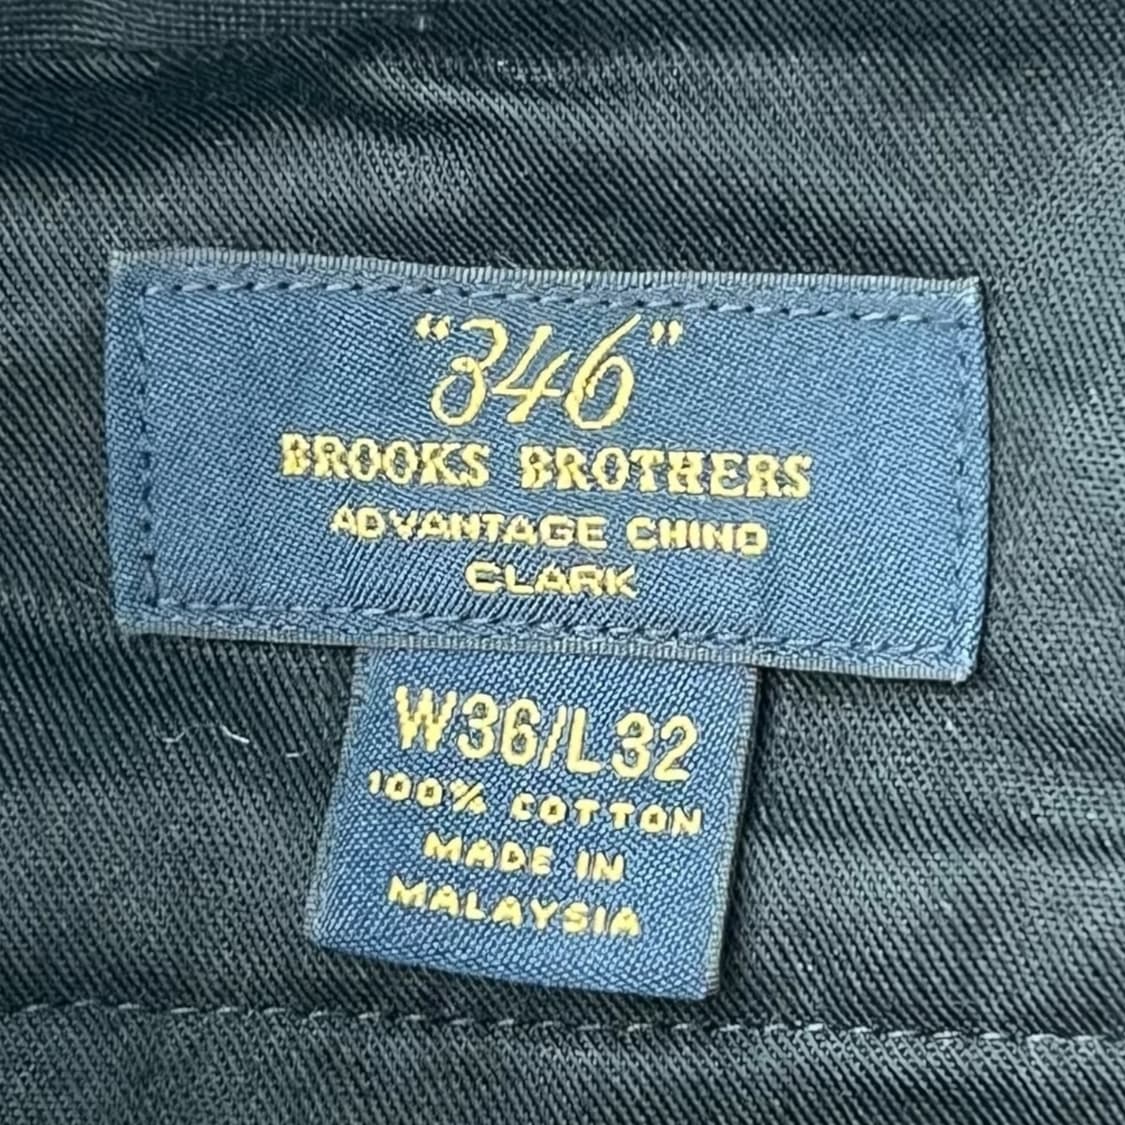 “346”
BROOKS BROTHERS
ADVANTAGE CHINO
CLARK
W36/L32
100% COTTON
MADE IN
MALAYSIA